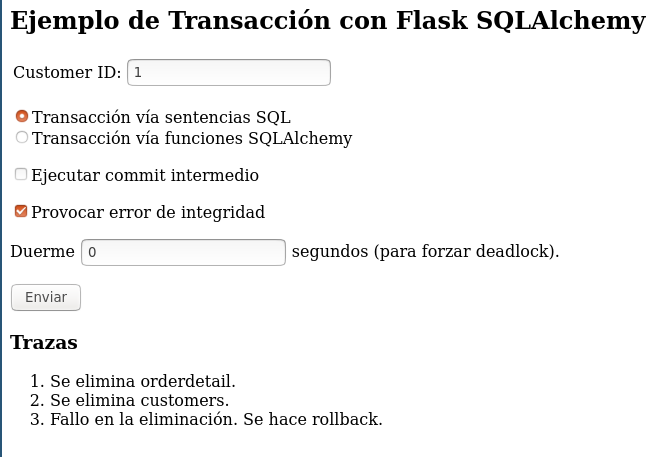 Ejemplo de Transacción con Flask SQLAlchemy
Customer ID: 1
Transacción vía sentencias SQL
Transacción vía funciones SQLAlchemy
Ejecutar commit intermedio
Provocar error de integridad
Duerme 0 segundos (para forzar deadlock).
Enviar
Trazas
1. Se elimina orderdetail.
2. Se elimina customers.
3. Fallo en la eliminación. Se hace rollback.